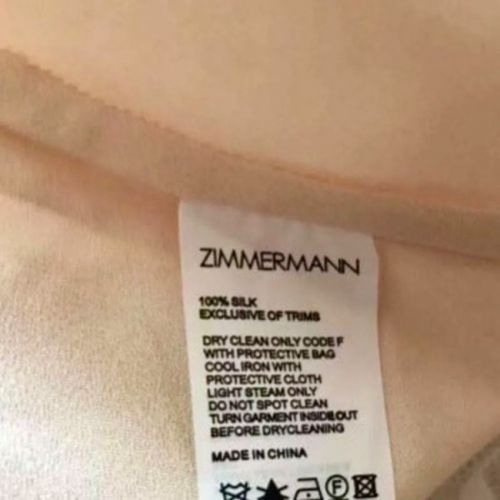 ZIMMERMANN
100% SILK
EXCLUSIVE OF TRIMS
DRY CLEAN ONLY CODE F
WITH PROTECTIVE BAG
COOL IRON WITH
PROTECTIVE CLOTH
LIGHT STEAM ONLY
DO NOT SPOT CLEAN
TURN GARMENT INSIDE OUT
BEFORE DRYCLEANING
MADE IN CHINA
F